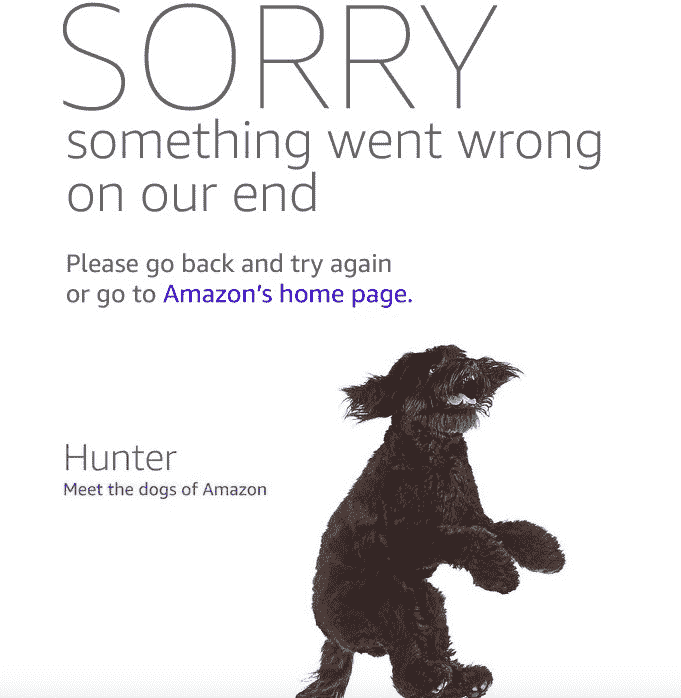 SORRY
something went wrong
on our end
Please go back and try again
or go to Amazon's home page.
Hunter
Meet the dogs of Amazon